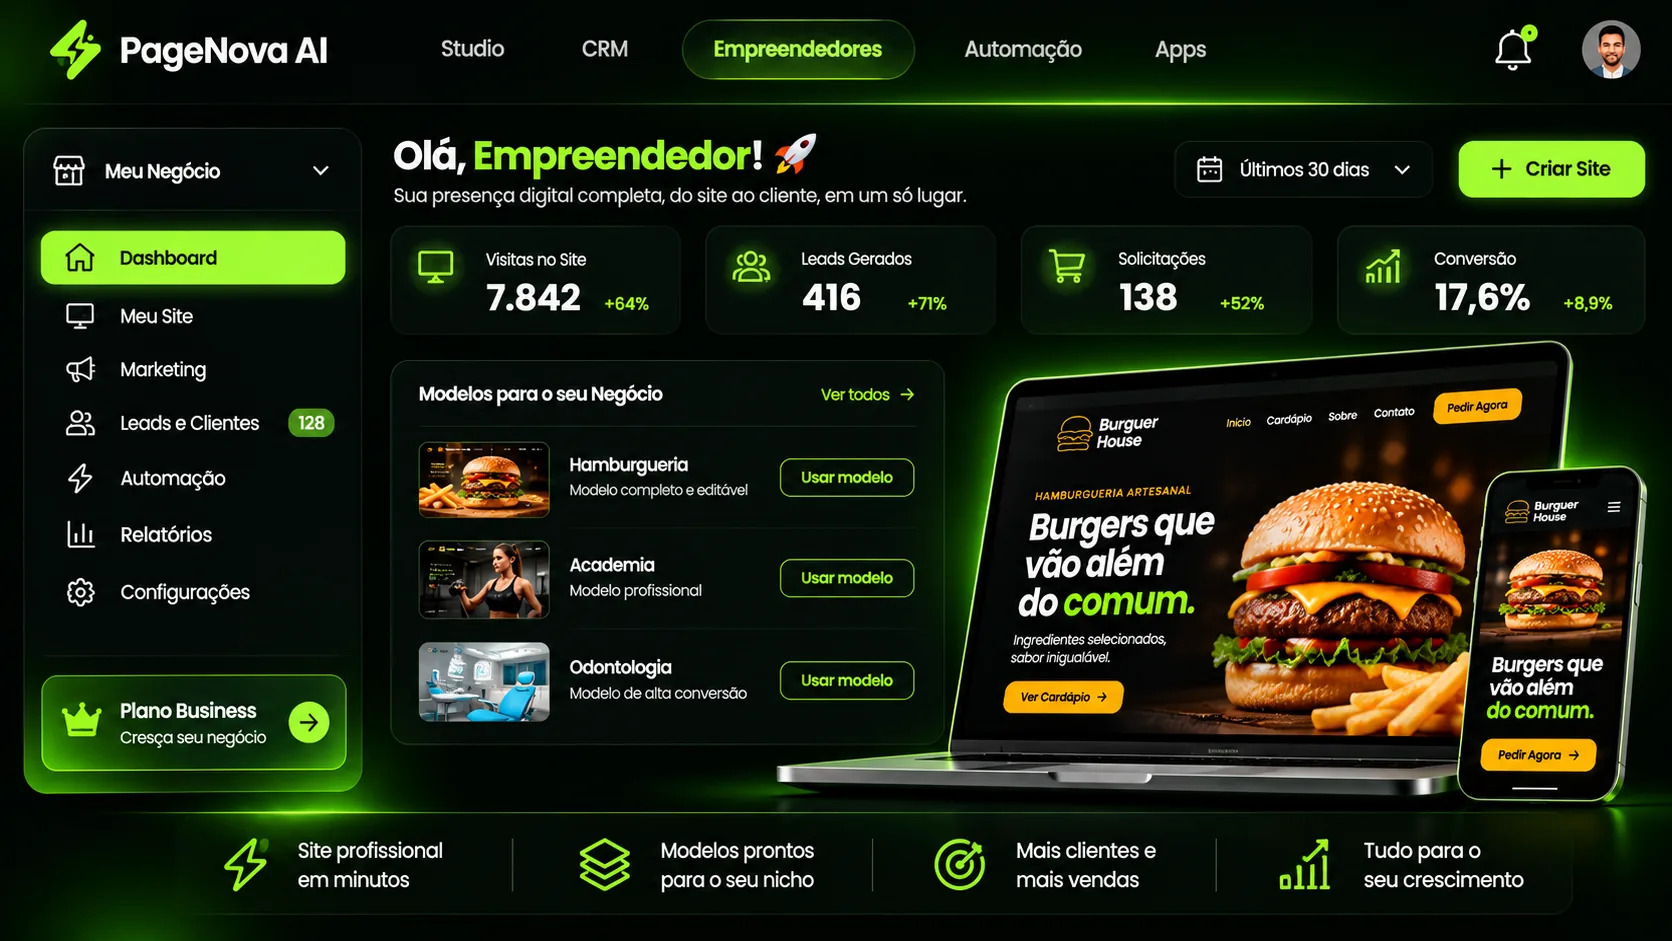 PageNova AI
Studio
CRM
Empreendedores
Automação
Apps
Meu Negócio
Dashboard
Meu Site
Marketing
Leads e Clientes
128
Automação
Relatórios
Configurações
Plano Business
Cresça seu negócio
Olá, Empreendedor! 🚀
Sua presença digital completa, do site ao cliente, em um só lugar.
Últimos 30 dias
+ Criar Site
Visitas no Site
7.842 +64%
Leads Gerados
416 +71%
Solicitações
138 +52%
Conversão
17,6% +8,9%
Modelos para o seu Negócio
Ver todos →
Hamburgueria
Modelo completo e editável
Usar modelo
Academia
Modelo profissional
Usar modelo
Odontologia
Modelo de alta conversão
Usar modelo
Burguer
House
Início
Cardápio
Sobre
Contato
Pedir Agora
HAMBURGUERIA ARTESANAL
Burgers que
vão além
do comum.
Ingredientes selecionados,
sabor inigualável.
Ver Cardápio →
Burguer
House
Burgers que
vão além
do comum.
Pedir Agora →
Site profissional
em minutos
Modelos prontos
para o seu nicho
Mais clientes e
mais vendas
Tudo para o
seu crescimento